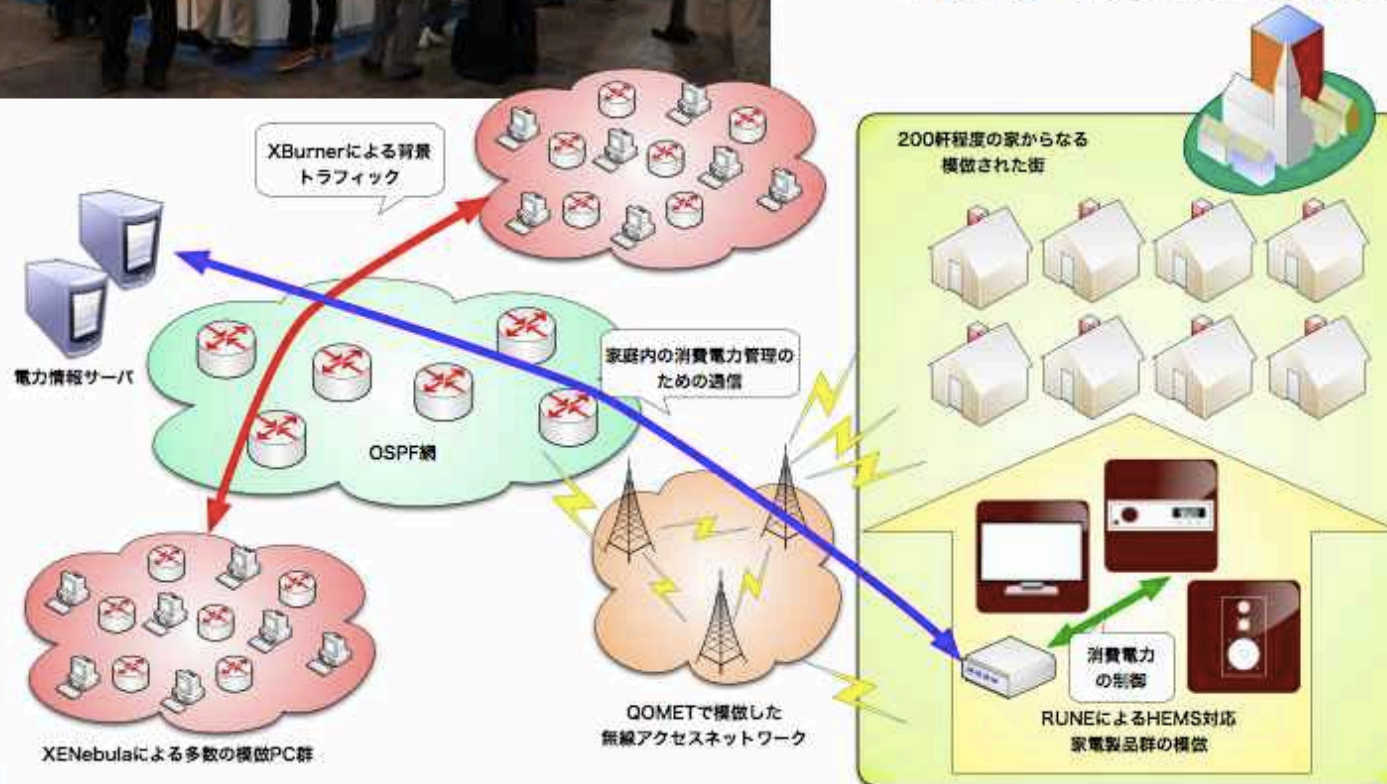 XBurnerによる背景
トラフィック
200軒程度の家からなる
模倣された街
電力情報サーバ
家庭内の消費電力管理の
ための通信
OSPF網
消費電力
の制御
QOMETで模倣した
無線アクセスネットワーク
RUNEによるHEMS対応
家電製品群の模倣
XENebulaによる多数の模倣PC群